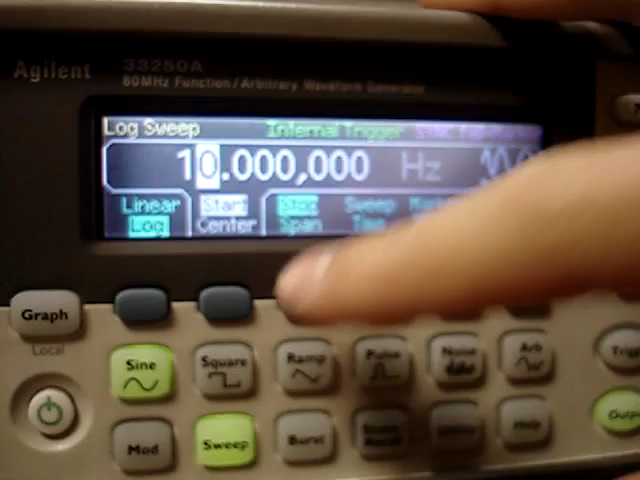 Agilent 33250A
80MHz Function / Arbitrary Waveform Generator
Log Sweep Internal Trigger
10.000,000 Hz
Linear Start Stop Sweep
Log Center Span Time
Graph
Local
Sine Square Ramp Pulse Noise Arb
Mod Sweep Burst Utility Help